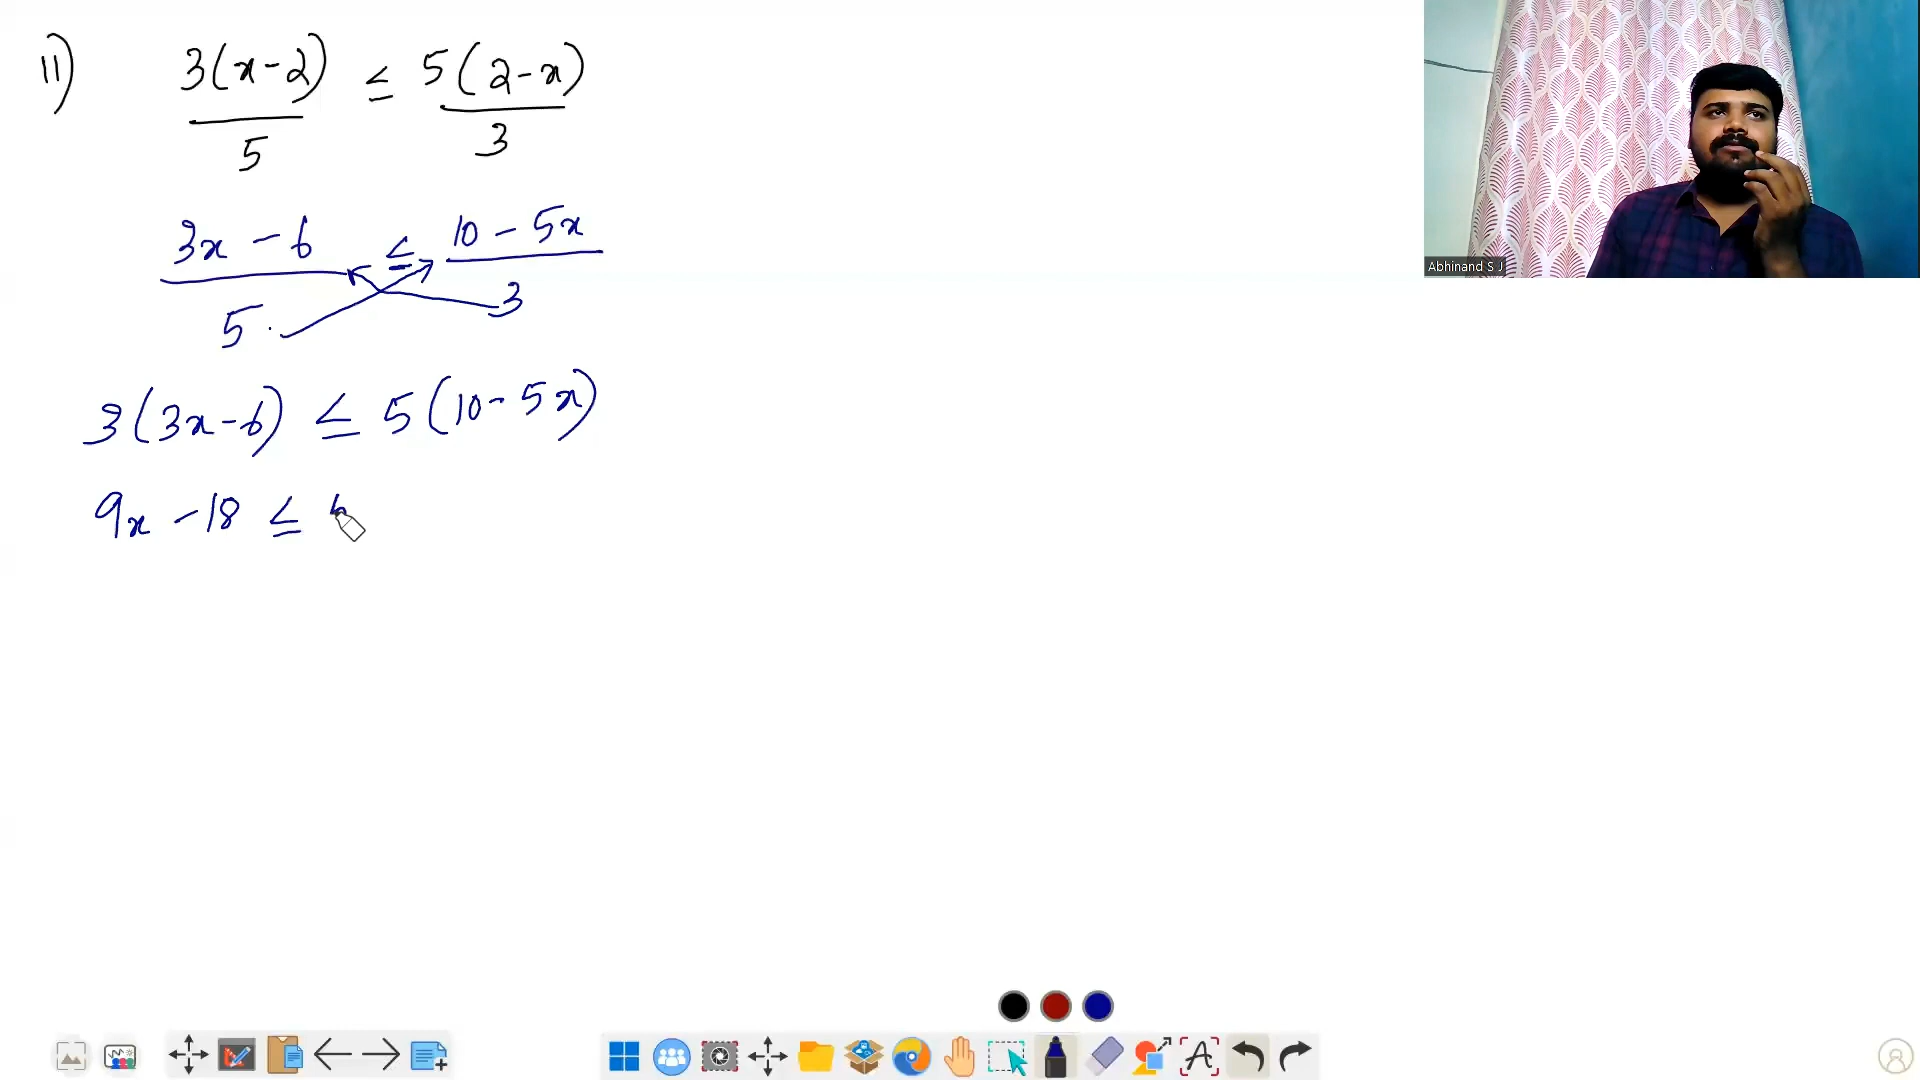 11) 3(x-2)/5 ≤ 5(2-x)/3
3x - 6/5 ≤ 10 - 5x/3
3(3x-6) ≤ 5(10-5x)
9x - 18 ≤
Abhinand S J